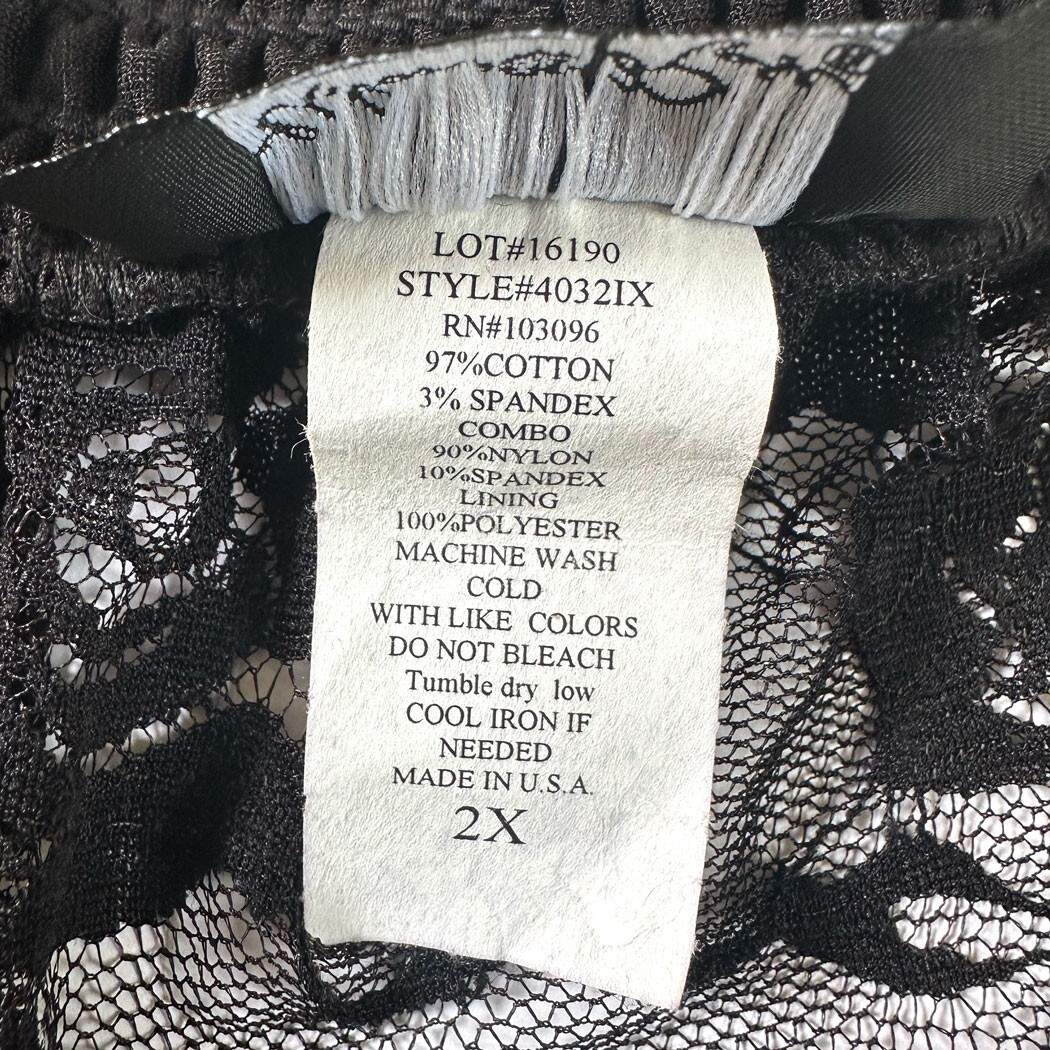 LOT#16190
STYLE#4032IX
RN#103096
97%COTTON
3% SPANDEX
COMBO
90%NYLON
10%SPANDEX
LINING
100%POLYESTER
MACHINE WASH
COLD
WITH LIKE COLORS
DO NOT BLEACH
Tumble dry low
COOL IRON IF
NEEDED
MADE IN U.S.A.
2X